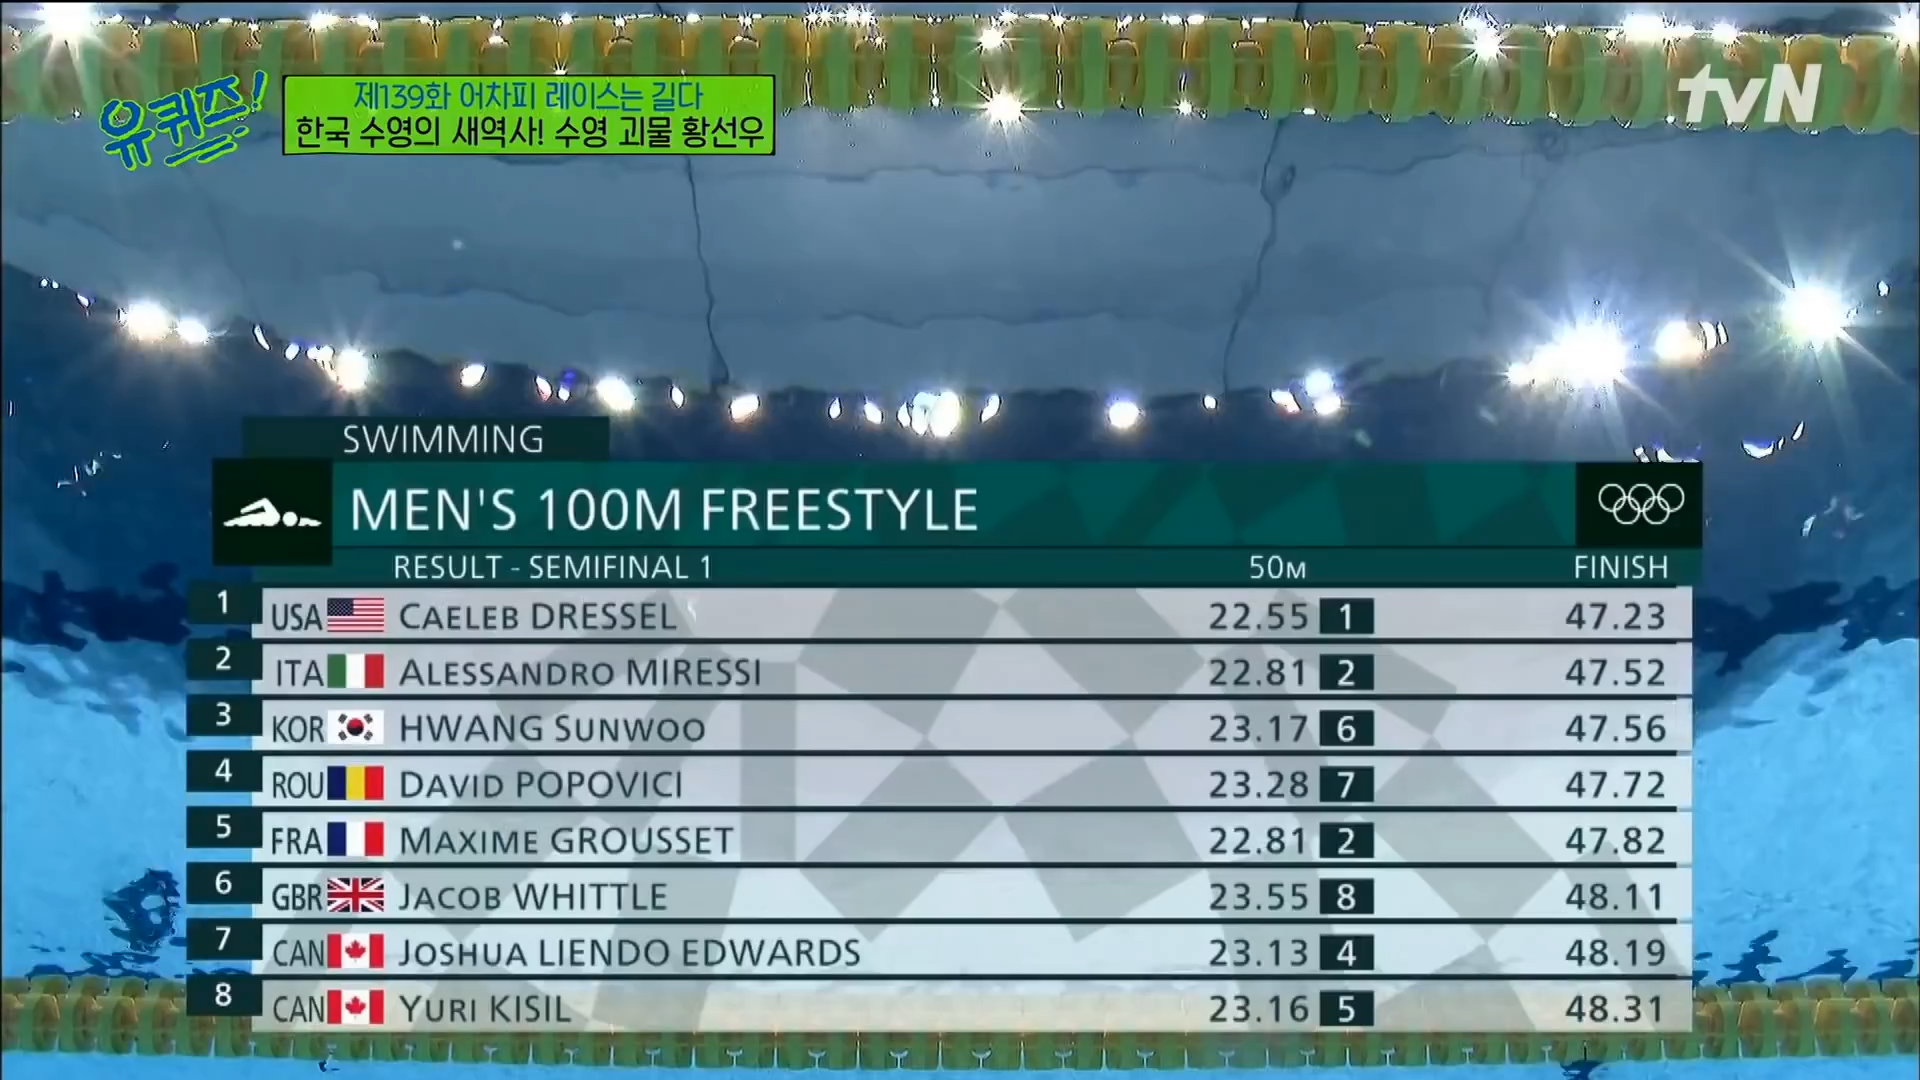 유퀴즈!
제139화 어차피 레이스는 길다
한국 수영의 새역사! 수영 괴물 황선우
tvN
SWIMMING
MEN'S 100M FREESTYLE
RESULT - SEMIFINAL 1 50M FINISH
1 USA CAELEB DRESSEL 22.55 1 47.23
2 ITA ALESSANDRO MIRESSI 22.81 2 47.52
3 KOR HWANG SUNWOO 23.17 6 47.56
4 ROU DAVID POPOVICI 23.28 7 47.72
5 FRA MAXIME GROUSSET 22.81 2 47.82
6 GBR JACOB WHITTLE 23.55 8 48.11
7 CAN JOSHUA LIENDO EDWARDS 23.13 4 48.19
8 CAN YURI KISIL 23.16 5 48.31